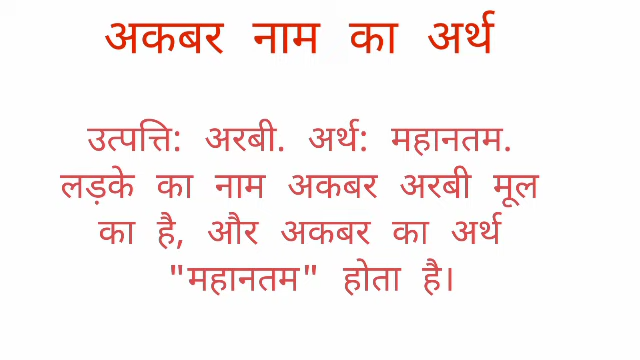 अकबर नाम का अर्थ
उत्पत्ति: अरबी. अर्थ: महानतम.
लड़के का नाम अकबर अरबी मूल
का है, और अकबर का अर्थ
"महानतम" होता है।